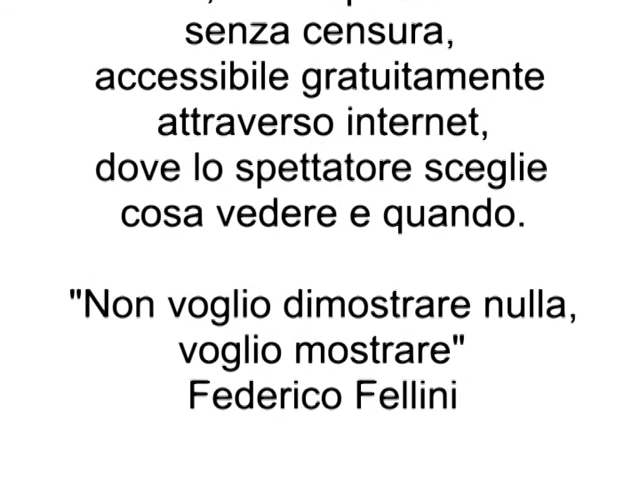 senza censura,
accessibile gratuitamente
attraverso internet,
dove lo spettatore sceglie
cosa vedere e quando.
"Non voglio dimostrare nulla,
voglio mostrare"
Federico Fellini